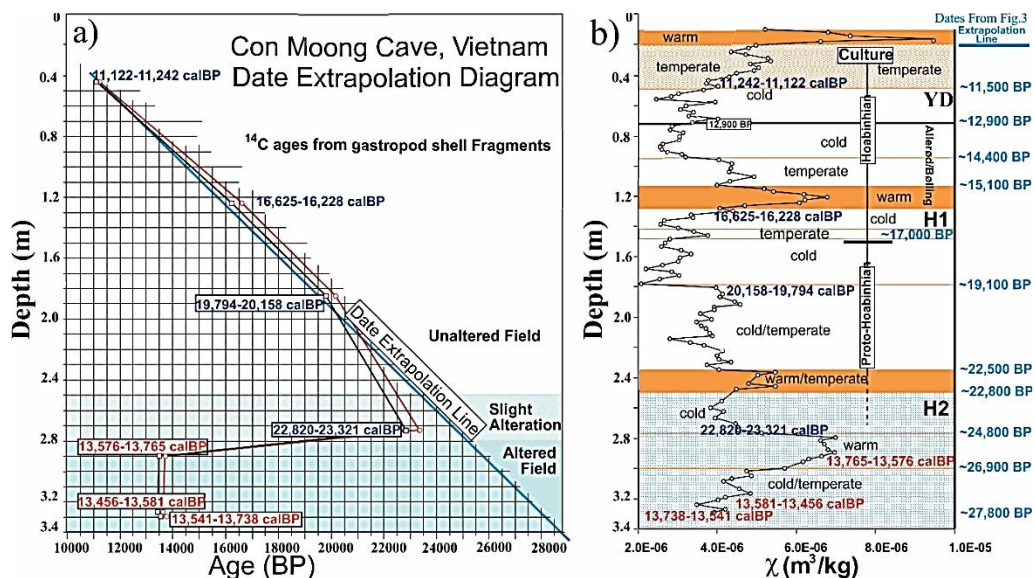 a)
Con Moong Cave, Vietnam
Date Extrapolation Diagram
11,122-11,242 calBP
14C ages from gastropod shell Fragments
16,625-16,228 calBP
19,794-20,158 calBP
Date Extrapolation Line
Unaltered Field
Slight
Alteration
22,820-23,321 calBP
13,576-13,765 calBP
Altered
Field
13,456-13,581 calBP
13,541-13,738 calBP
Depth (m)
0
0.4
0.8
1.2
1.6
2.0
2.4
2.8
3.2
3.4
10000 12000 14000 16000 18000 20000 22000 24000 26000 28000
Age (BP)
b)
Dates From Fig.3
Extrapolation
Line
warm
Culture
temperate
temperate
11,242-11,122 calBP
~11,500 BP
cold
YD
Hoabinhian
12,900 BP
~12,900 BP
cold
Allerød/Bølling
~14,400 BP
temperate
~15,100 BP
warm
16,625-16,228 calBP
cold
H1
temperate
~17,000 BP
cold
~19,100 BP
20,158-19,794 calBP
cold/temperate
Proto-Hoabinhian
~22,500 BP
warm/temperate
~22,800 BP
cold
H2
22,820-23,321 calBP
~24,800 BP
warm
13,765-13,576 calBP
~26,900 BP
cold/temperate
13,581-13,456 calBP
13,738-13,541 calBP
~27,800 BP
Depth (m)
0
0.4
0.8
1.2
1.6
2.0
2.4
2.8
3.2
3.4
2.0E-06 4.0E-06 6.0E-06 8.0E-06 1.0E-05
χ (m3/kg)